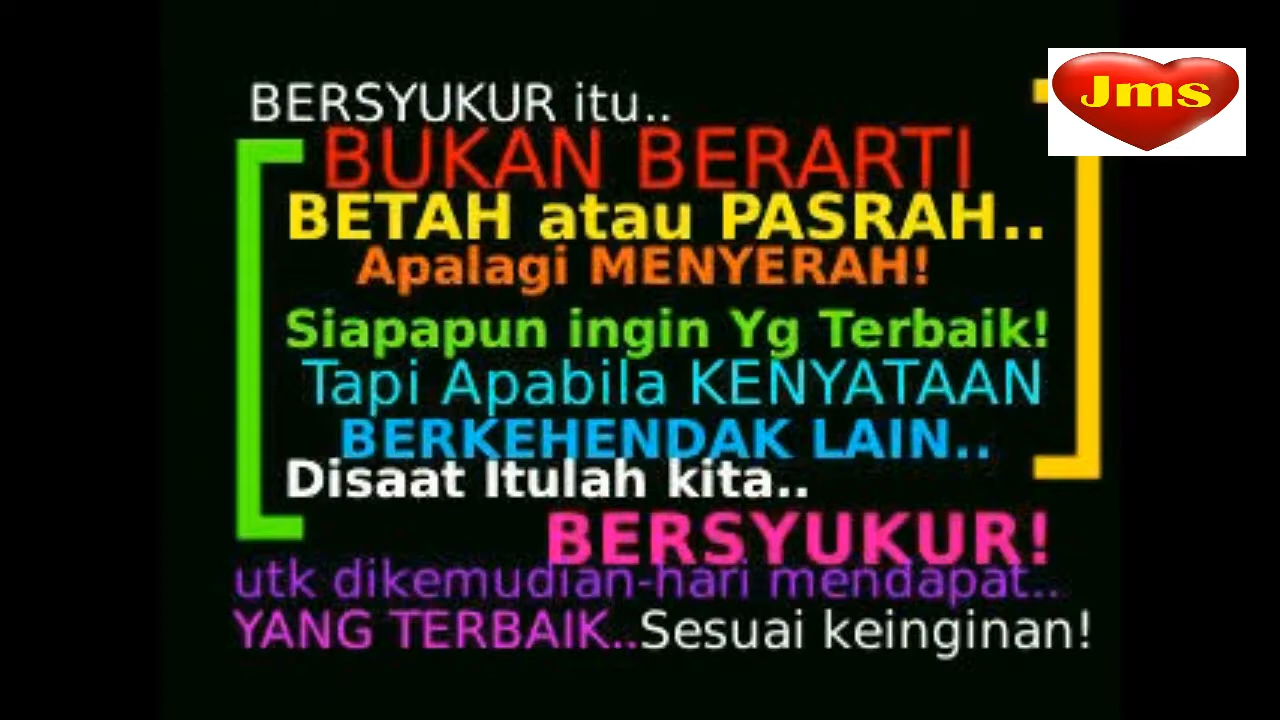 BERSYUKUR itu..
BUKAN BERARTI
BETAH atau PASRAH..
Apalagi MENYERAH!
Siapapun ingin Yg Terbaik!
Tapi Apabila KENYATAAN
BERKEHENDAK LAIN..
Disaat Itulah kita..
BERSYUKUR!
utk dikemudian-hari mendapat..
YANG TERBAIK..Sesuai keinginan!
Jms